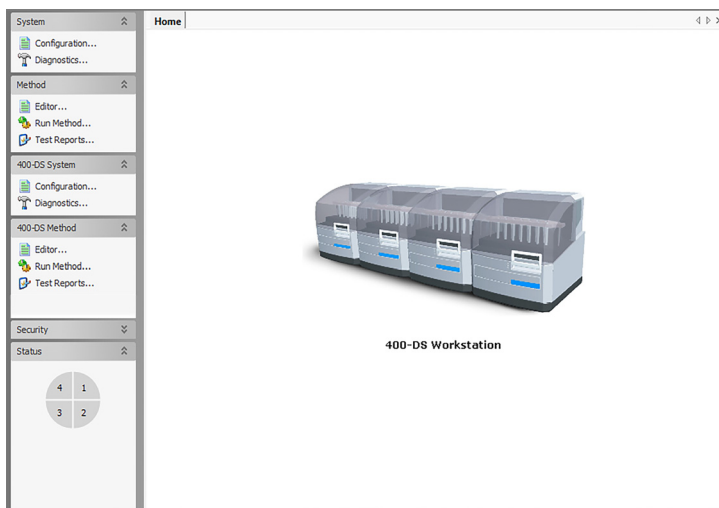 System
Configuration...
Diagnostics...
Method
Editor...
Run Method...
Test Reports...
400-DS System
Configuration...
Diagnostics...
400-DS Method
Editor...
Run Method...
Test Reports...
Security
Status
4 1
3 2
Home
400-DS Workstation